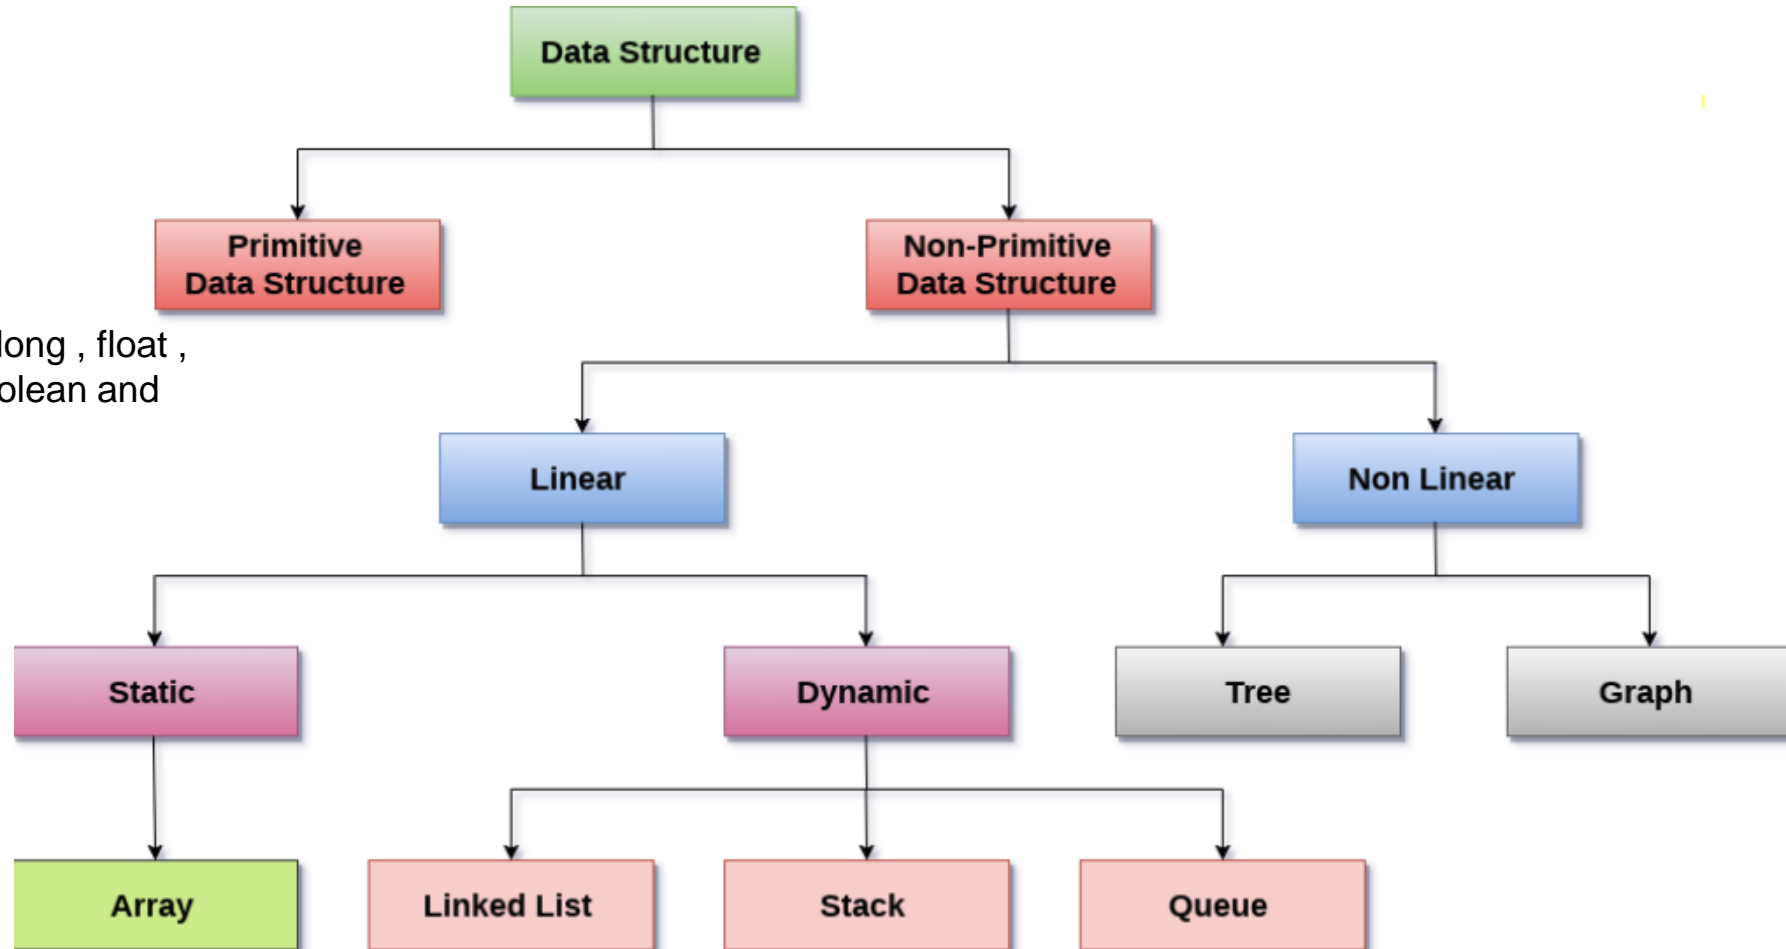 Data Structure
Primitive
Data Structure
Non-Primitive
Data Structure
long , float ,
and
Linear
Non Linear
Static
Dynamic
Tree
Graph
Array
Linked List
Stack
Queue